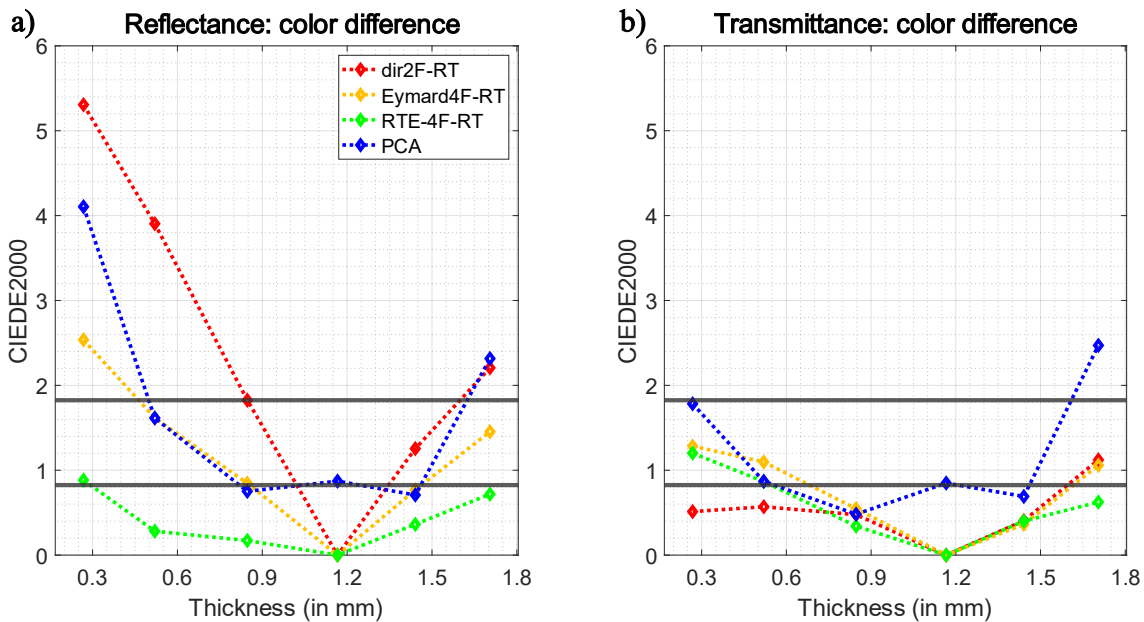 a)
Reflectance: color difference
6
5
4
3
2
1
0
CIEDE2000
0.3 0.6 0.9 1.2 1.5 1.8
Thickness (in mm)
dir2F-RT
Eymard4F-RT
RTE-4F-RT
PCA
b)
Transmittance: color difference
6
5
4
3
2
1
0
CIEDE2000
0.3 0.6 0.9 1.2 1.5 1.8
Thickness (in mm)